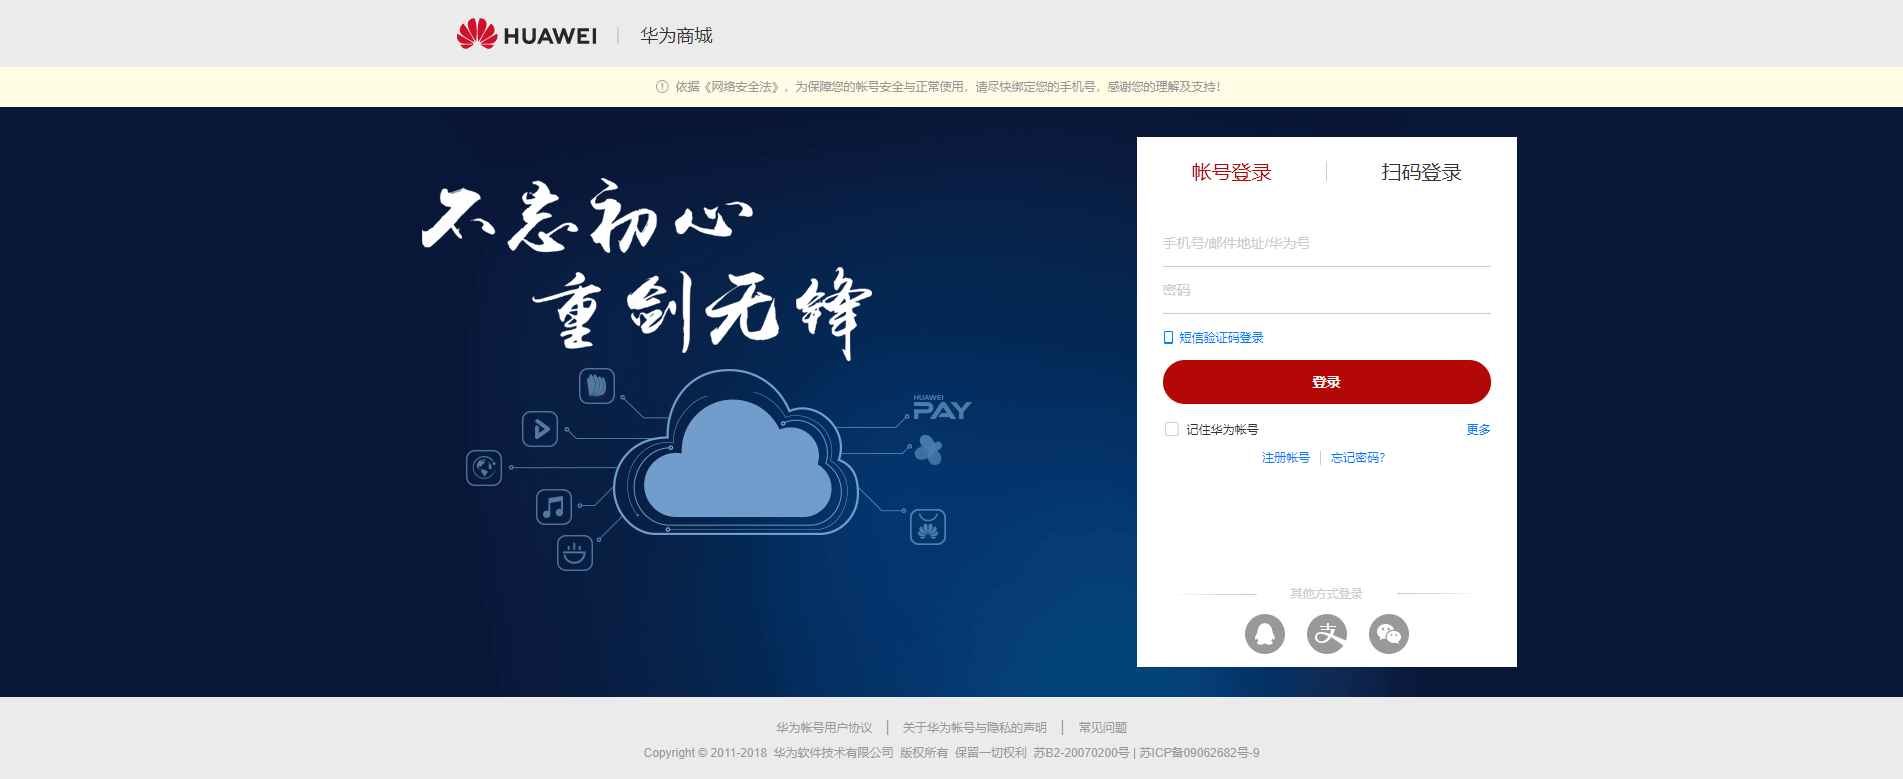 HUAWEI | 华为商城
依据《网络安全法》，为保障您的帐号安全与正常使用，请尽快绑定您的手机号，感谢您的理解及支持！
不忘初心
重剑无锋
HUAWEI
PAY
帐号登录 | 扫码登录
手机号/邮件地址/华为号
密码
短信验证码登录
登录
记住华为帐号 更多
注册帐号 | 忘记密码？
其他方式登录
支
华为帐号用户协议 | 关于华为帐号与隐私的声明 | 常见问题
Copyright © 2011-2018 华为软件技术有限公司 版权所有 保留一切权利 苏B2-20070200号 | 苏ICP备09062682号-9